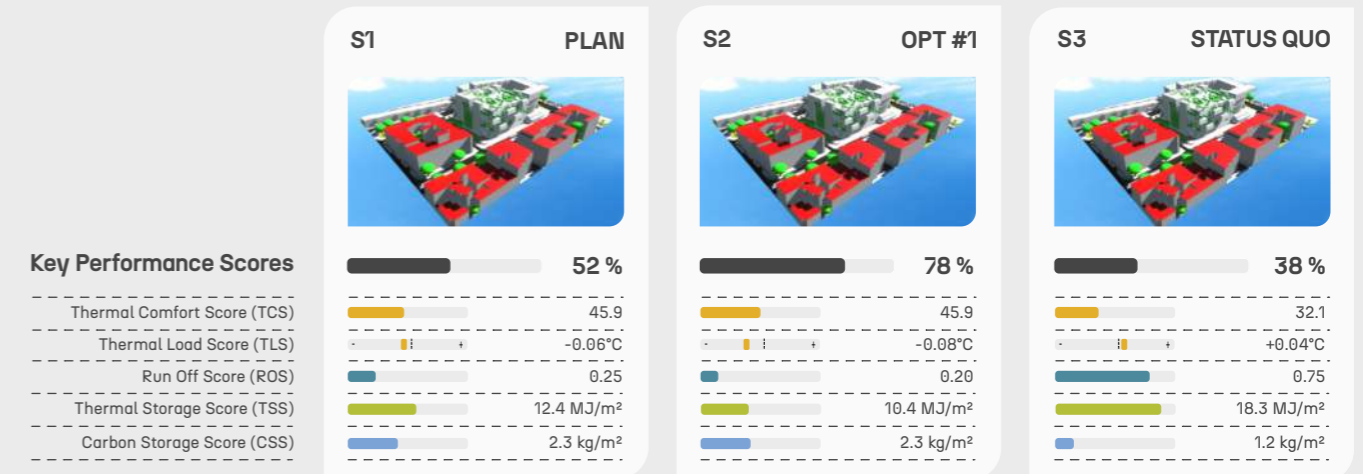 S1 PLAN S2 OPT #1 S3 STATUS QUO
Key Performance Scores 52 % 78 % 38 %
Thermal Comfort Score (TCS) 45.9 45.9 32.1
Thermal Load Score (TLS) - + -0.06°C - + -0.08°C - + +0.04°C
Run Off Score (ROS) 0.25 0.20 0.75
Thermal Storage Score (TSS) 12.4 MJ/m² 10.4 MJ/m² 18.3 MJ/m²
Carbon Storage Score (CSS) 2.3 kg/m² 2.3 kg/m² 1.2 kg/m²